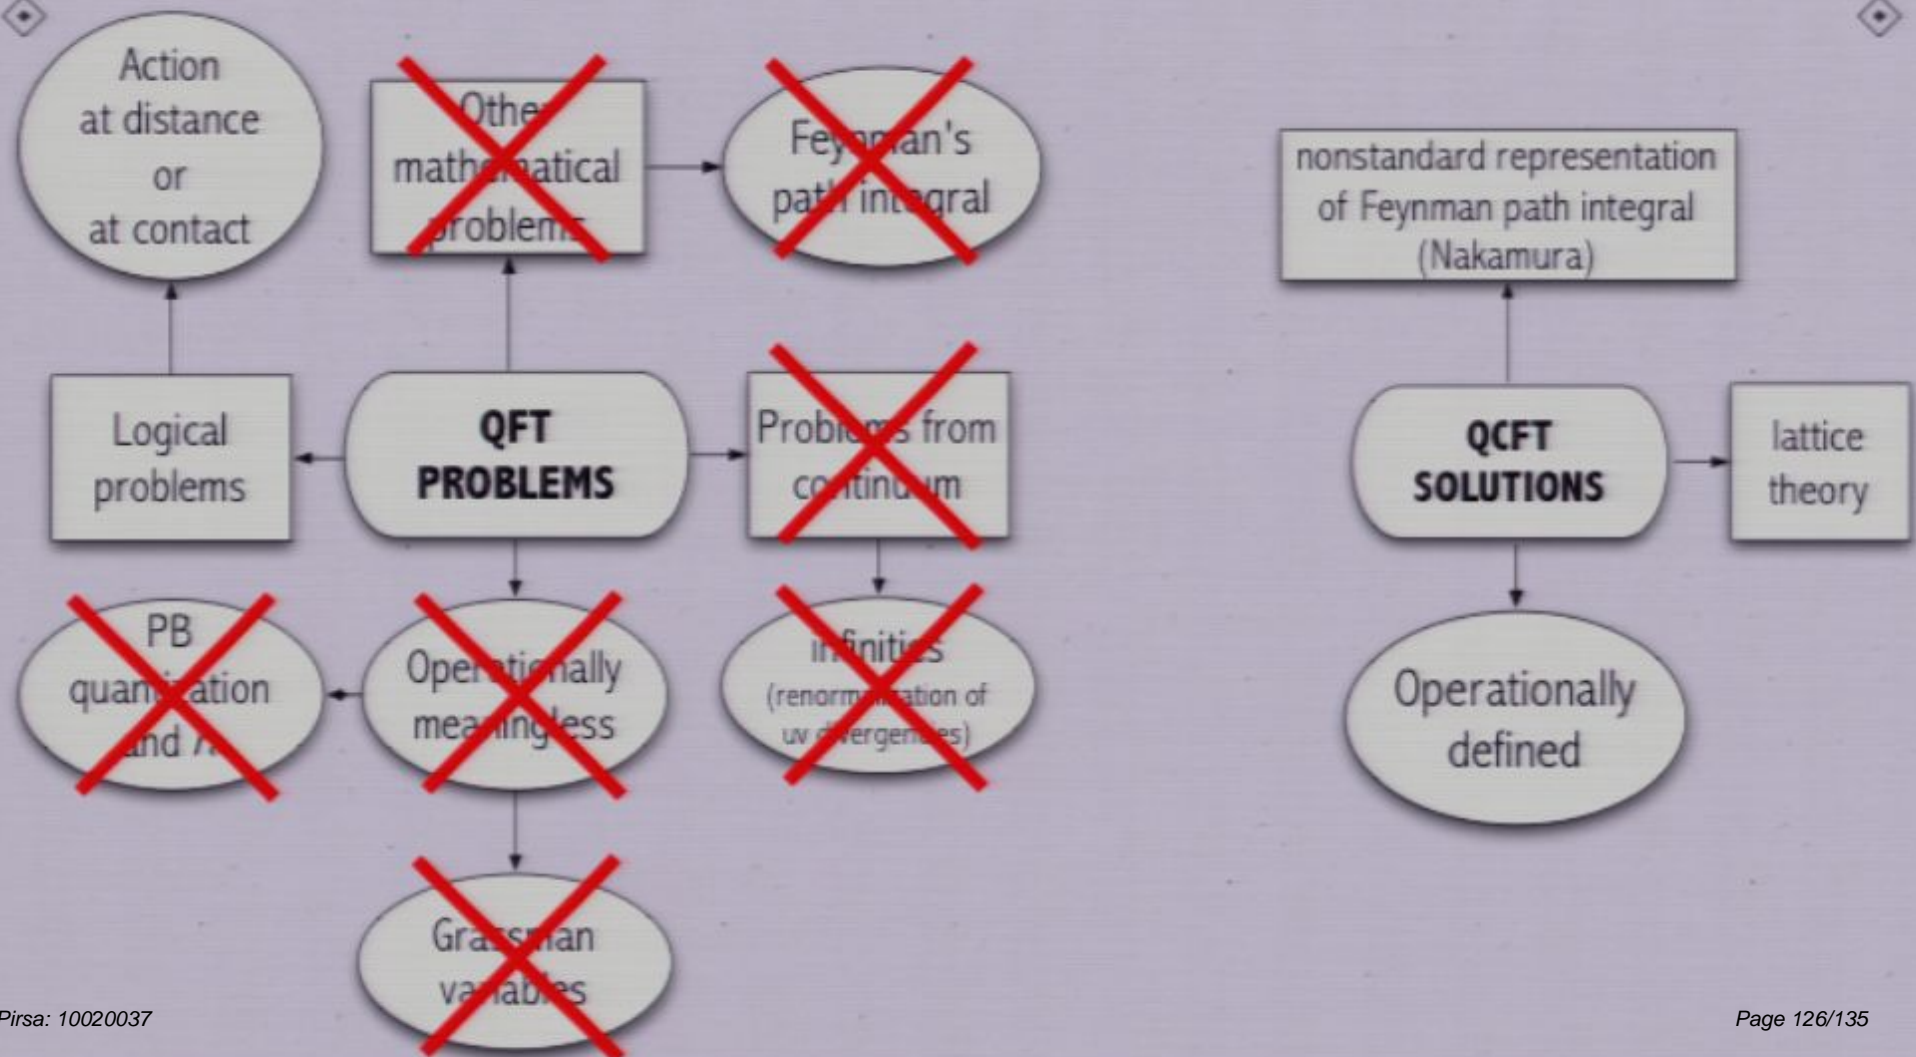 Action
at distance
or
at contact
Other
mathematical
problems
Feynman's
path integral
nonstandard representation
of Feynman path integral
(Nakamura)
Logical
problems
QFT
PROBLEMS
Problems from
continuum
QCFT
SOLUTIONS
lattice
theory
PB
quantization
and
Operationally
meaningless
infinities
(renormalization of
uv divergencies)
Operationally
defined
Grassman
variables
Pirsa: 10020037
Page 126/135